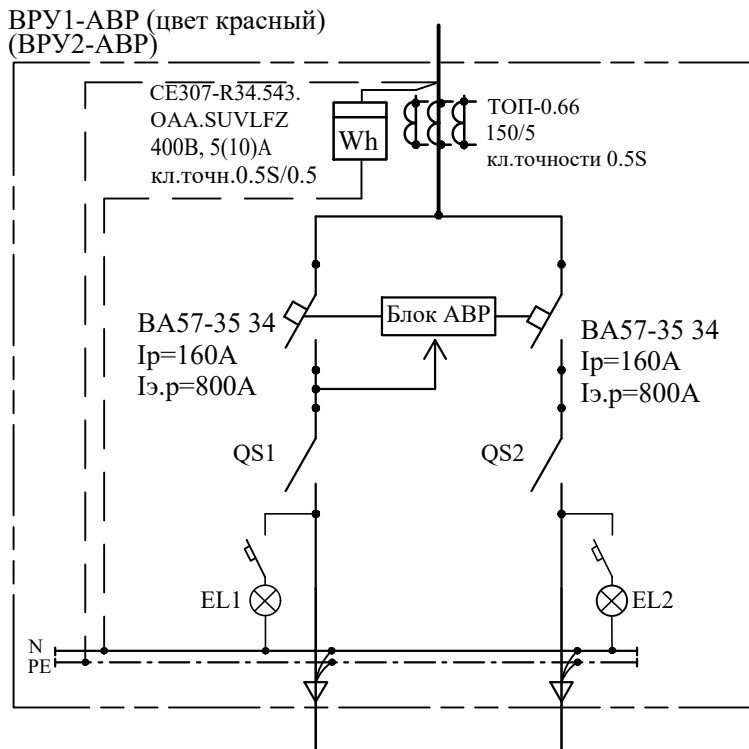 ВРУ1-АВР (цвет красный)
(ВРУ2-АВР)
CE307-R34.543.
OAA.SUVLFZ
400В, 5(10)А
кл.точн.0.5S/0.5
Wh
ТОП-0.66
150/5
кл.точности 0.5S
Блок АВР
ВА57-35 34
Iр=160А
Iэ.р=800А
ВА57-35 34
Iр=160А
Iэ.р=800А
QS1
QS2
EL1
EL2
N
PE